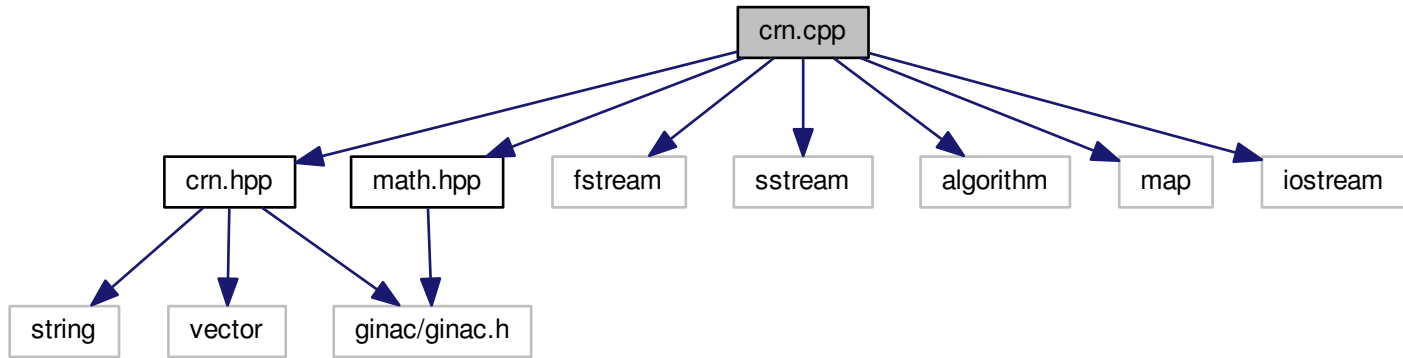 crn.cpp
crn.hpp
math.hpp
fstream
sstream
algorithm
map
iostream
string
vector
ginac/ginac.h